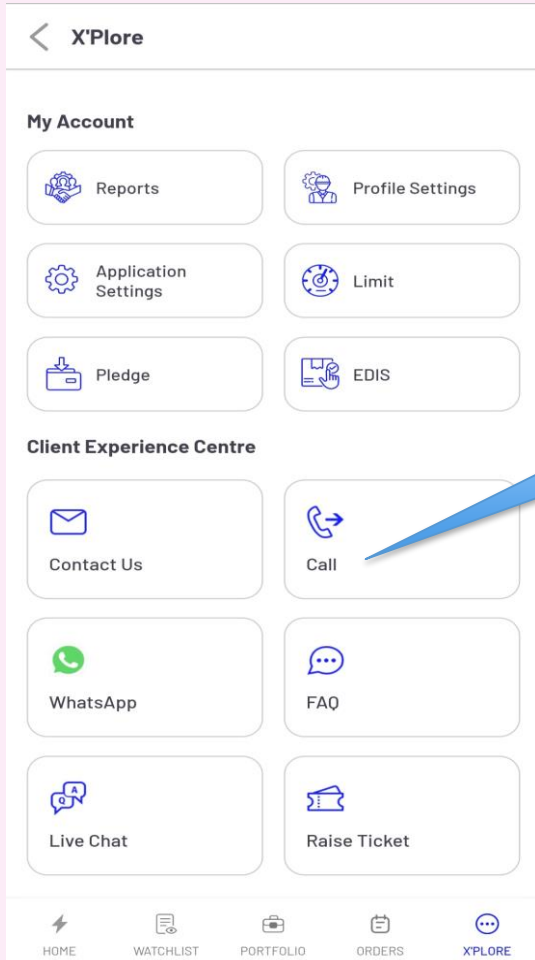 X'Plore
My Account
Reports
Profile Settings
Application
Settings
Limit
Pledge
EDIS
Client Experience Centre
Contact Us
Call
WhatsApp
FAQ
Q A
Live Chat
Raise Ticket
HOME WATCHLIST PORTFOLIO ORDERS X'PLORE